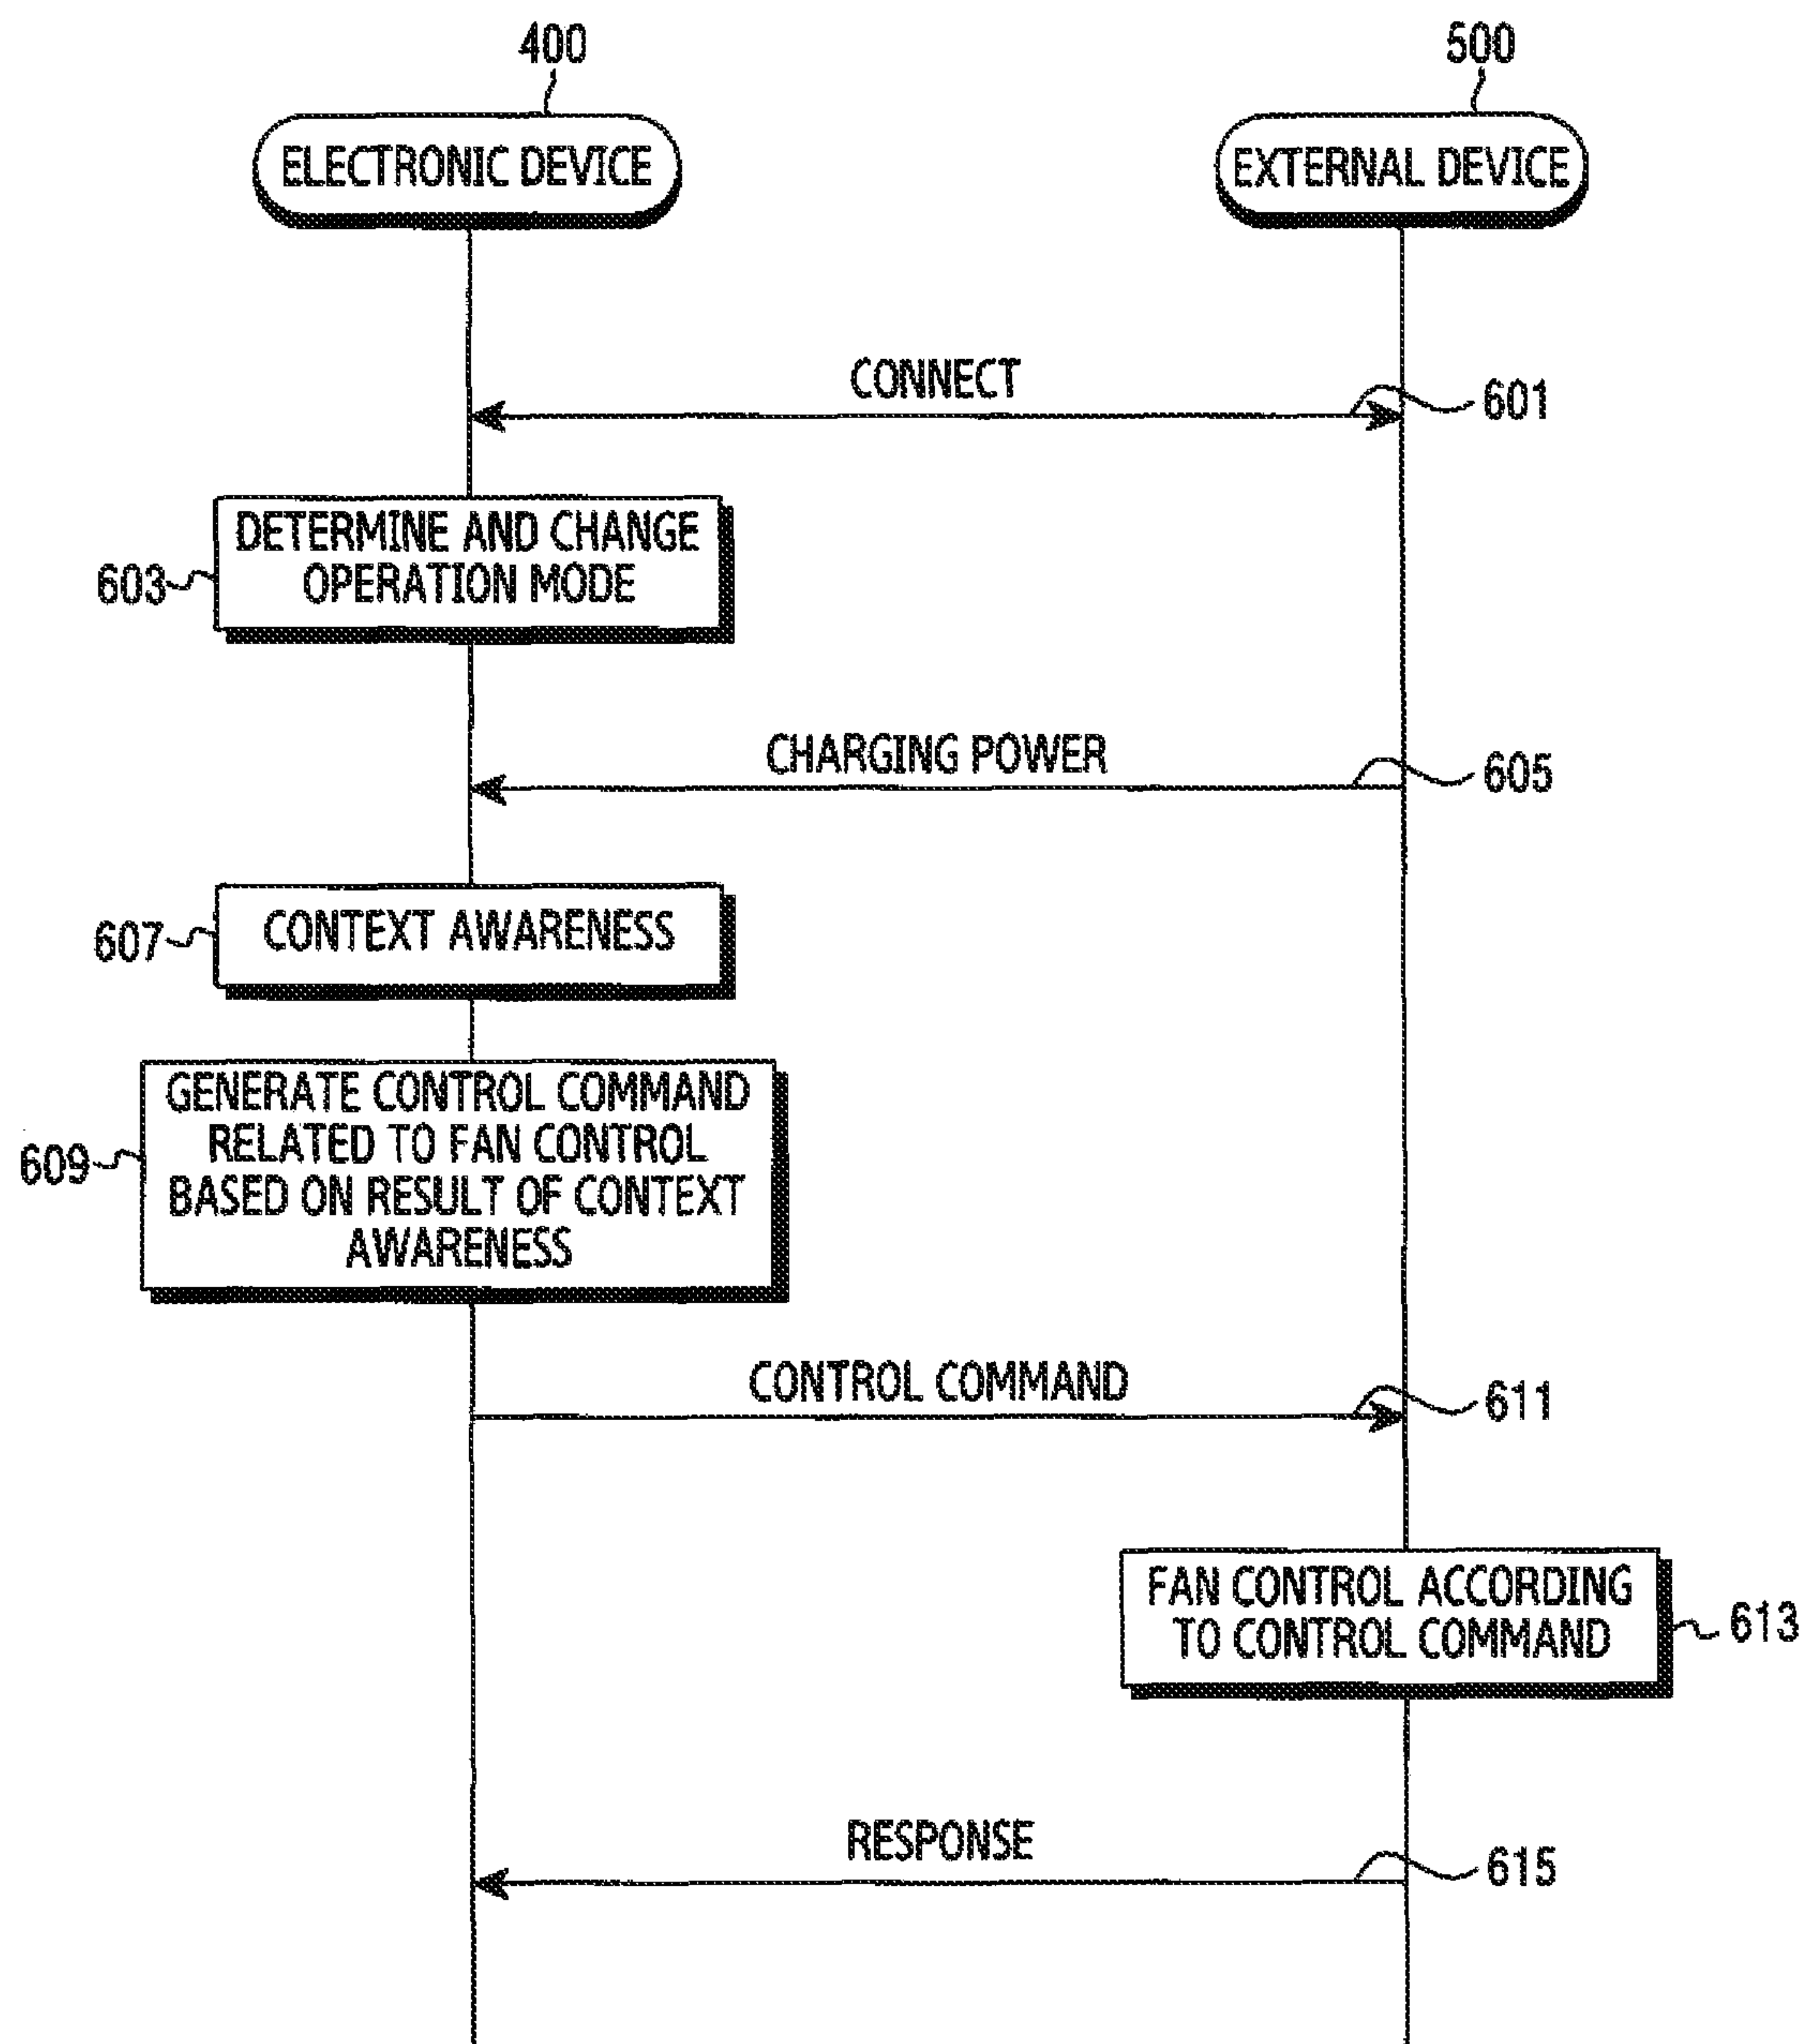 400
500
ELECTRONIC DEVICE
EXTERNAL DEVICE
CONNECT
601
DETERMINE AND CHANGE
OPERATION MODE
603
CHARGING POWER
605
CONTEXT AWARENESS
607
GENERATE CONTROL COMMAND
RELATED TO FAN CONTROL
BASED ON RESULT OF CONTEXT
AWARENESS
609
CONTROL COMMAND
611
FAN CONTROL ACCORDING
TO CONTROL COMMAND
613
RESPONSE
615